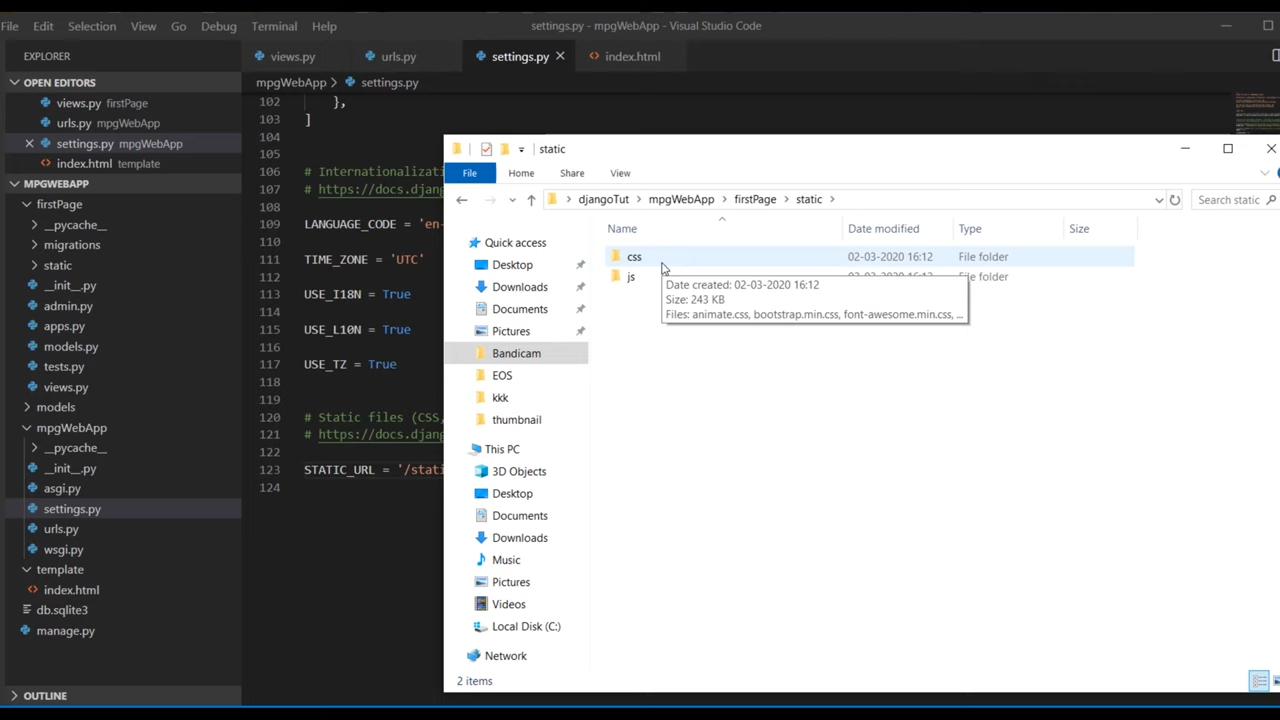 File Edit Selection View Go Debug Terminal Help settings.py - mpgWebApp - Visual Studio Code
EXPLORER
OPEN EDITORS
views.py firstPage
urls.py mpgWebApp
settings.py mpgWebApp
index.html template
MPGWEBAPP
firstPage
__pycache__
migrations
static
__init__.py
admin.py
apps.py
models.py
tests.py
views.py
models
mpgWebApp
__pycache__
__init__.py
asgi.py
settings.py
urls.py
wsgi.py
template
index.html
db.sqlite3
manage.py
OUTLINE
views.py urls.py settings.py index.html
mpgWebApp > settings.py
102 },
103 ]
104
105
106 # Internationalizati
107 # https://docs.djang
108
109 LANGUAGE_CODE = 'en-
110
111 TIME_ZONE = 'UTC'
112
113 USE_I18N = True
114
115 USE_L10N = True
116
117 USE_TZ = True
118
119
120 # Static files (CSS,
121 # https://docs.djang
122
123 STATIC_URL = '/stati
124
static
File Home Share View
djangoTut > mpgWebApp > firstPage > static >
Search static
Quick access
Desktop
Downloads
Documents
Pictures
Bandicam
EOS
kkk
thumbnail
This PC
3D Objects
Desktop
Documents
Downloads
Music
Pictures
Videos
Local Disk (C:)
Network
Name Date modified Type Size
css 02-03-2020 16:12 File folder
js 02-03-2020 16:12 File folder
Date created: 02-03-2020 16:12
Size: 243 KB
Files: animate.css, bootstrap.min.css, font-awesome.min.css, ...
2 items